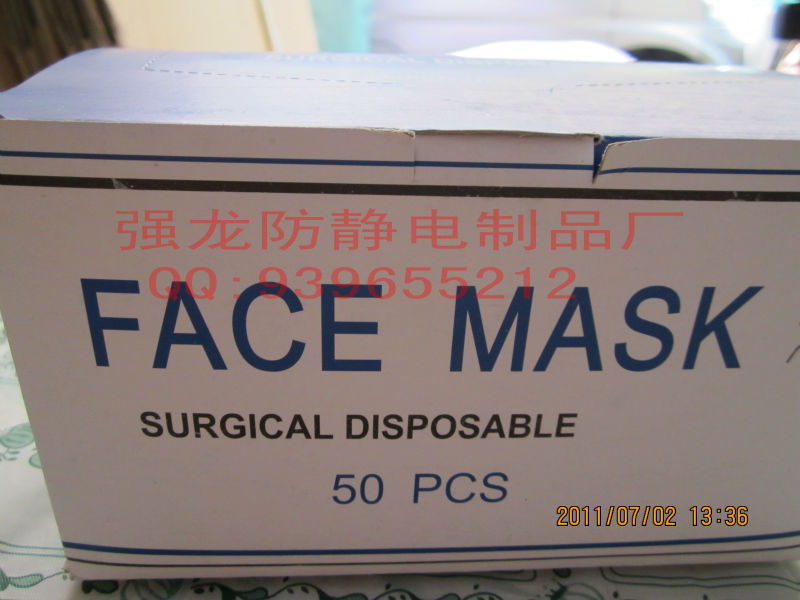 SURGICAL
强龙防静电制品厂
QQ:939655212
FACE MASK
SURGICAL DISPOSABLE
50 PCS
2011/07/02 13:36